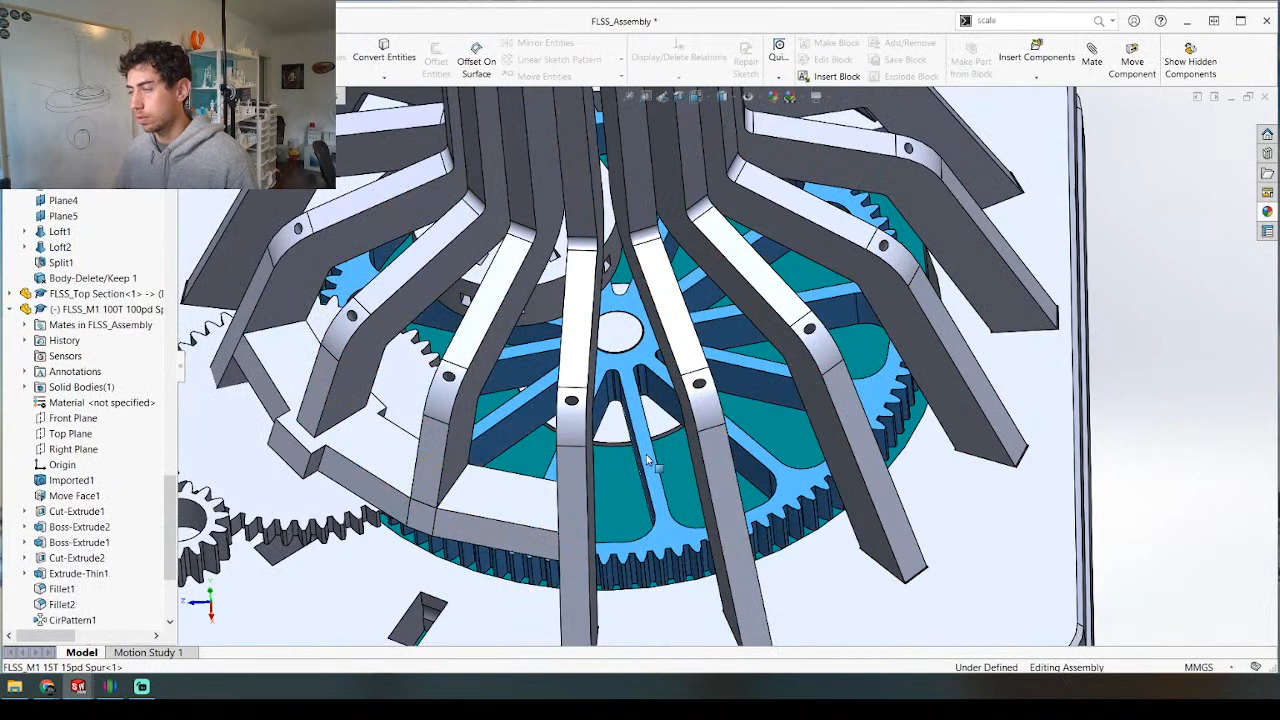 FLSS_Assembly *
scale
Convert Entities
Offset Entities
Offset On Surface
Mirror Entities
Linear Sketch Pattern
Move Entities
Display/Delete Relations
Repair Sketch
Qui...
Make Block
Edit Block
Insert Block
Add/Remove
Save Block
Explode Block
Make Part from Block
Insert Components
Mate
Move Component
Show Hidden Components
Plane4
Plane5
Loft1
Loft2
Split1
Body-Delete/Keep 1
FLSS_Top Section<1> -> (
(-) FLSS_M1 100T 100pd Sp
Mates in FLSS_Assembly
History
Sensors
Annotations
Solid Bodies(1)
Material <not specified>
Front Plane
Top Plane
Right Plane
Origin
Imported1
Move Face1
Cut-Extrude1
Boss-Extrude2
Boss-Extrude1
Cut-Extrude2
Extrude-Thin1
Fillet1
Fillet2
CirPattern1
Model
Motion Study 1
FLSS_M1 15T 15pd Spur<1>
Under Defined
Editing Assembly
MMGS